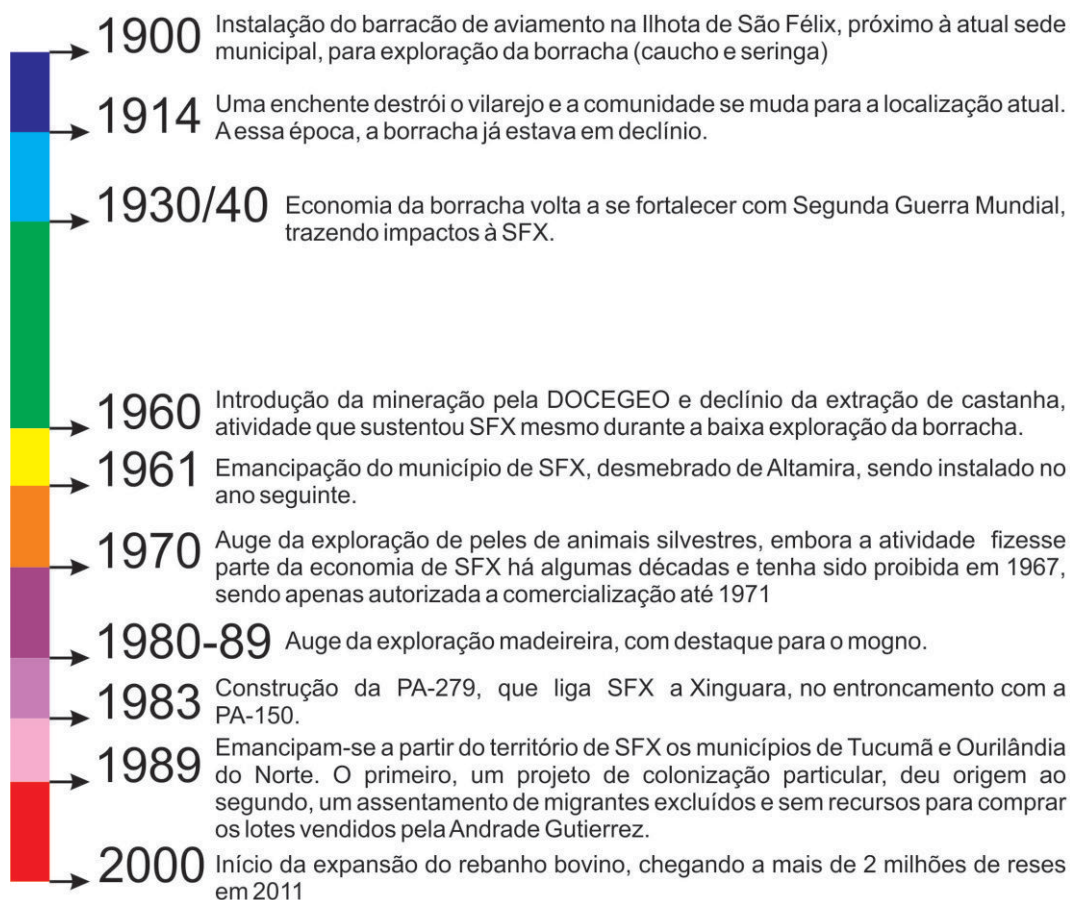 1900 Instalação do barracão de aviamento na Ilhota de São Félix, próximo à atual sede
municipal, para exploração da borracha (caucho e seringa)
1914 Uma enchente destrói o vilarejo e a comunidade se muda para a localização atual.
A essa época, a borracha já estava em declínio.
1930/40 Economia da borracha volta a se fortalecer com Segunda Guerra Mundial,
trazendo impactos à SFX.
1960 Introdução da mineração pela DOCEGEO e declínio da extração de castanha,
atividade que sustentou SFX mesmo durante a baixa exploração da borracha.
1961 Emancipação do município de SFX, desmebrado de Altamira, sendo instalado no
ano seguinte.
1970 Auge da exploração de peles de animais silvestres, embora a atividade fizesse
parte da economia de SFX há algumas décadas e tenha sido proibida em 1967,
sendo apenas autorizada a comercialização até 1971
1980-89 Auge da exploração madeireira, com destaque para o mogno.
1983 Construção da PA-279, que liga SFX a Xinguara, no entroncamento com a
PA-150.
1989 Emancipam-se a partir do território de SFX os municípios de Tucumã e Ourilândia
do Norte. O primeiro, um projeto de colonização particular, deu origem ao
segundo, um assentamento de migrantes excluídos e sem recursos para comprar
os lotes vendidos pela Andrade Gutierrez.
2000 Início da expansão do rebanho bovino, chegando a mais de 2 milhões de reses
em 2011